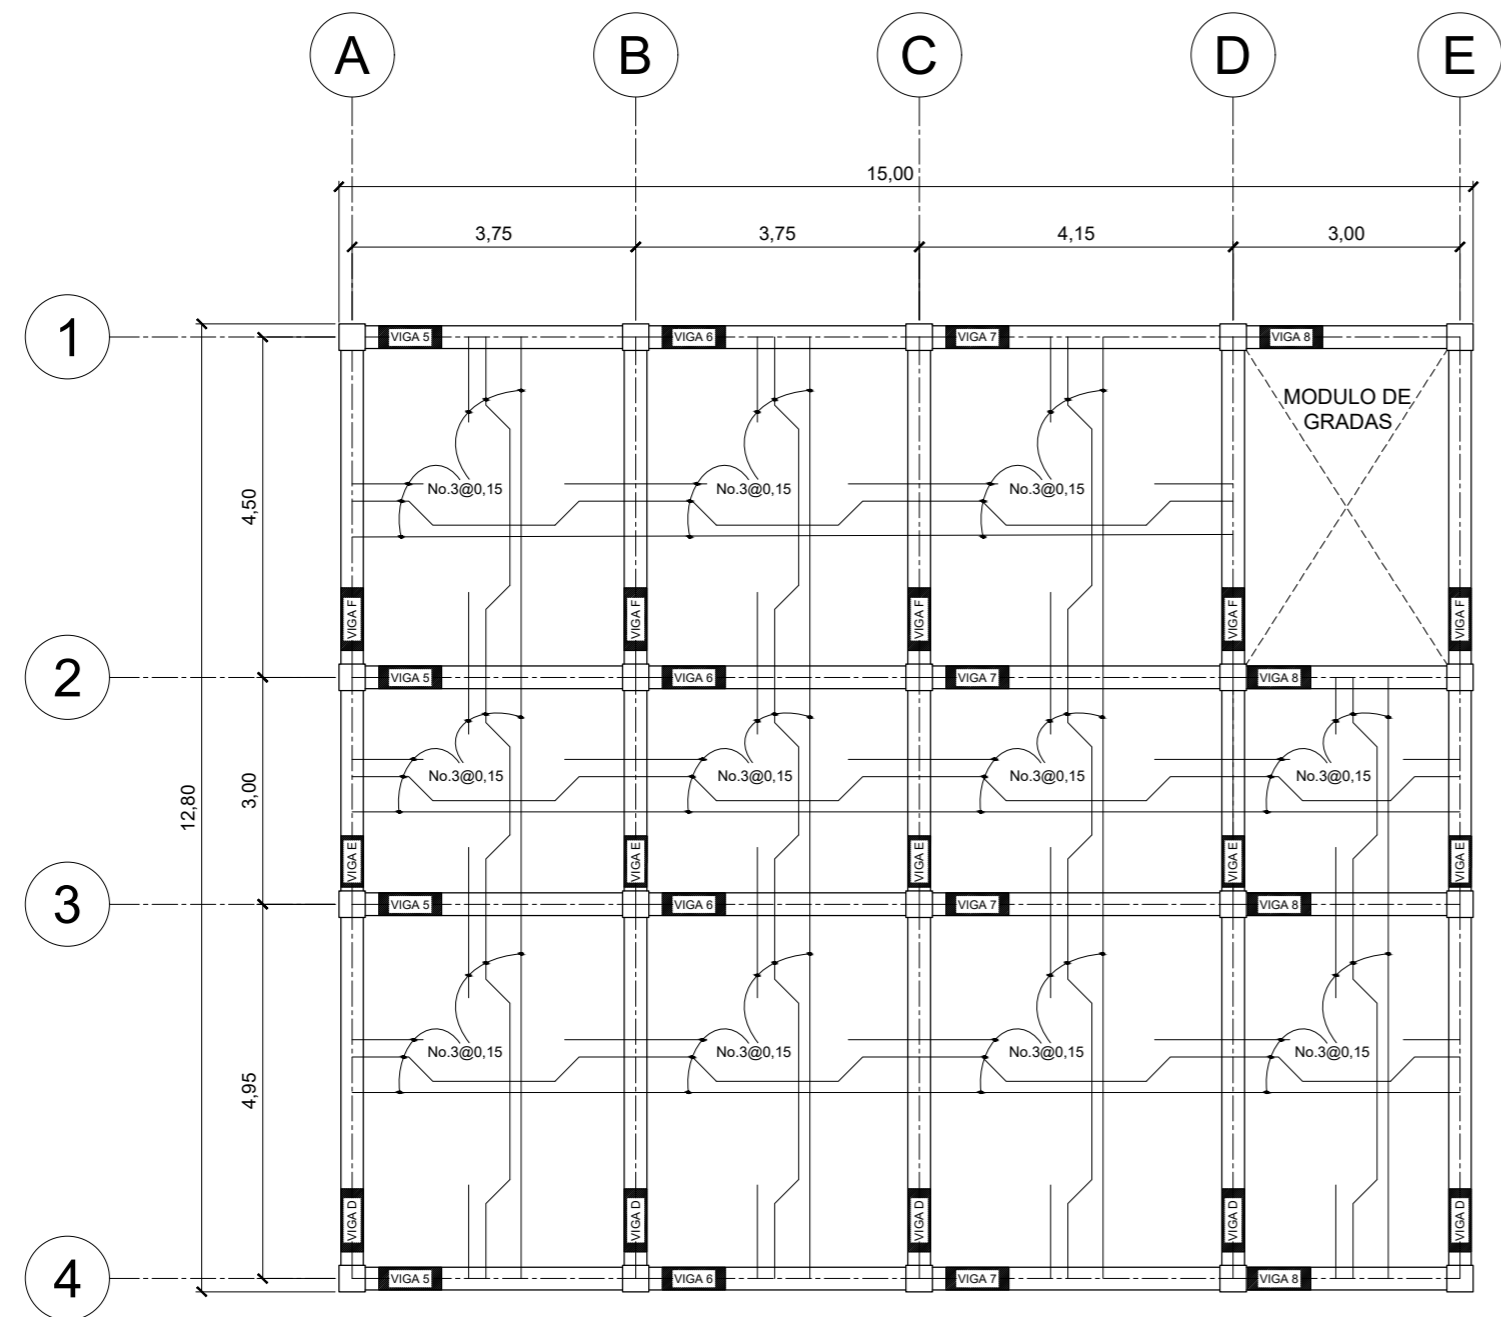 A B C D E
15,00
3,75 3,75 4,15 3,00
1
VIGA 5 VIGA 6 VIGA 7 VIGA 8
MODULO DE
GRADAS
4,50
No.3@0,15 No.3@0,15 No.3@0,15
VIGA F VIGA F VIGA F VIGA F VIGA F
2
VIGA 5 VIGA 6 VIGA 7 VIGA 8
12,80
3,00
No.3@0,15 No.3@0,15 No.3@0,15 No.3@0,15
VIGA E VIGA E VIGA E VIGA E VIGA E
3
VIGA 5 VIGA 6 VIGA 7 VIGA 8
4,95
No.3@0,15 No.3@0,15 No.3@0,15 No.3@0,15
VIGA D VIGA D VIGA D VIGA D VIGA D
4
VIGA 5 VIGA 6 VIGA 7 VIGA 8